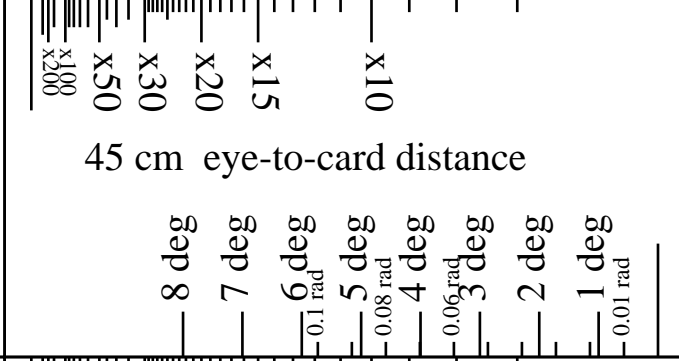 x200 x100 x50 x30 x20 x15 x10
45 cm eye-to-card distance
8 deg 7 deg 6 deg 0.1 rad 5 deg 0.08 rad 4 deg 0.06 rad 3 deg 2 deg 1 deg 0.01 rad